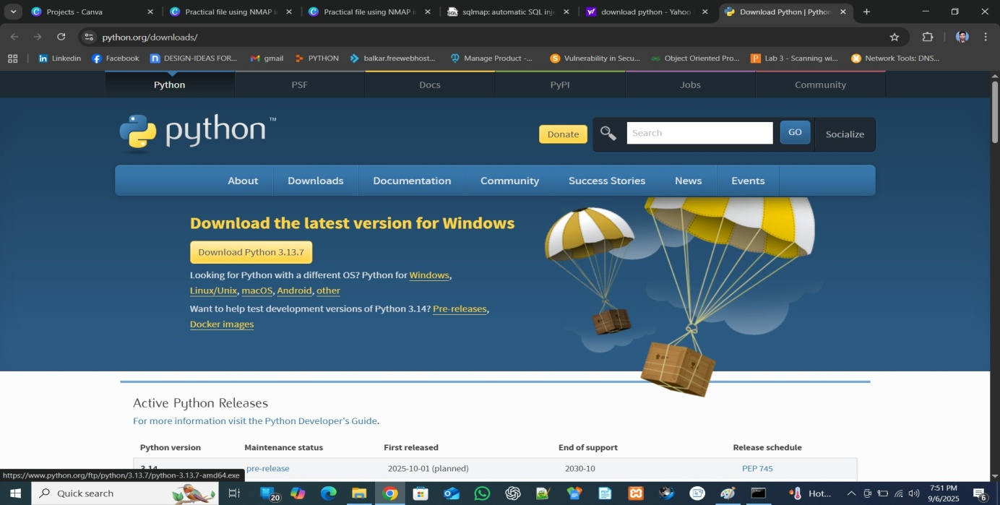 Projects - Canva
Practical file using NMAP i
Practical file using NMAP i
sqlmap: automatic SQL inje
download python - Yahoo
Download Python | Python
python.org/downloads/
Linkedin
Facebook
DESIGN-IDEAS FOR...
gmail
PYTHON
balkar.freewebhost...
Manage Product -...
Vulnerability in Secu...
Object Oriented Pro...
Lab 3 - Scanning wi...
Network Tools: DNS...
Python
PSF
Docs
PyPI
Jobs
Community
python™
Donate
Search
GO
Socialize
About
Downloads
Documentation
Community
Success Stories
News
Events
Download the latest version for Windows
Download Python 3.13.7
Looking for Python with a different OS? Python for Windows,
Linux/Unix, macOS, Android, other
Want to help test development versions of Python 3.14? Pre-releases,
Docker images
Active Python Releases
For more information visit the Python Developer's Guide.
Python version Maintenance status First released End of support Release schedule
3.14 pre-release 2025-10-01 (planned) 2030-10 PEP 745
https://www.python.org/ftp/python/3.13.7/python-3.13.7-amd64.exe
Quick search
20
Hot...
7:51 PM
9/6/2025
6